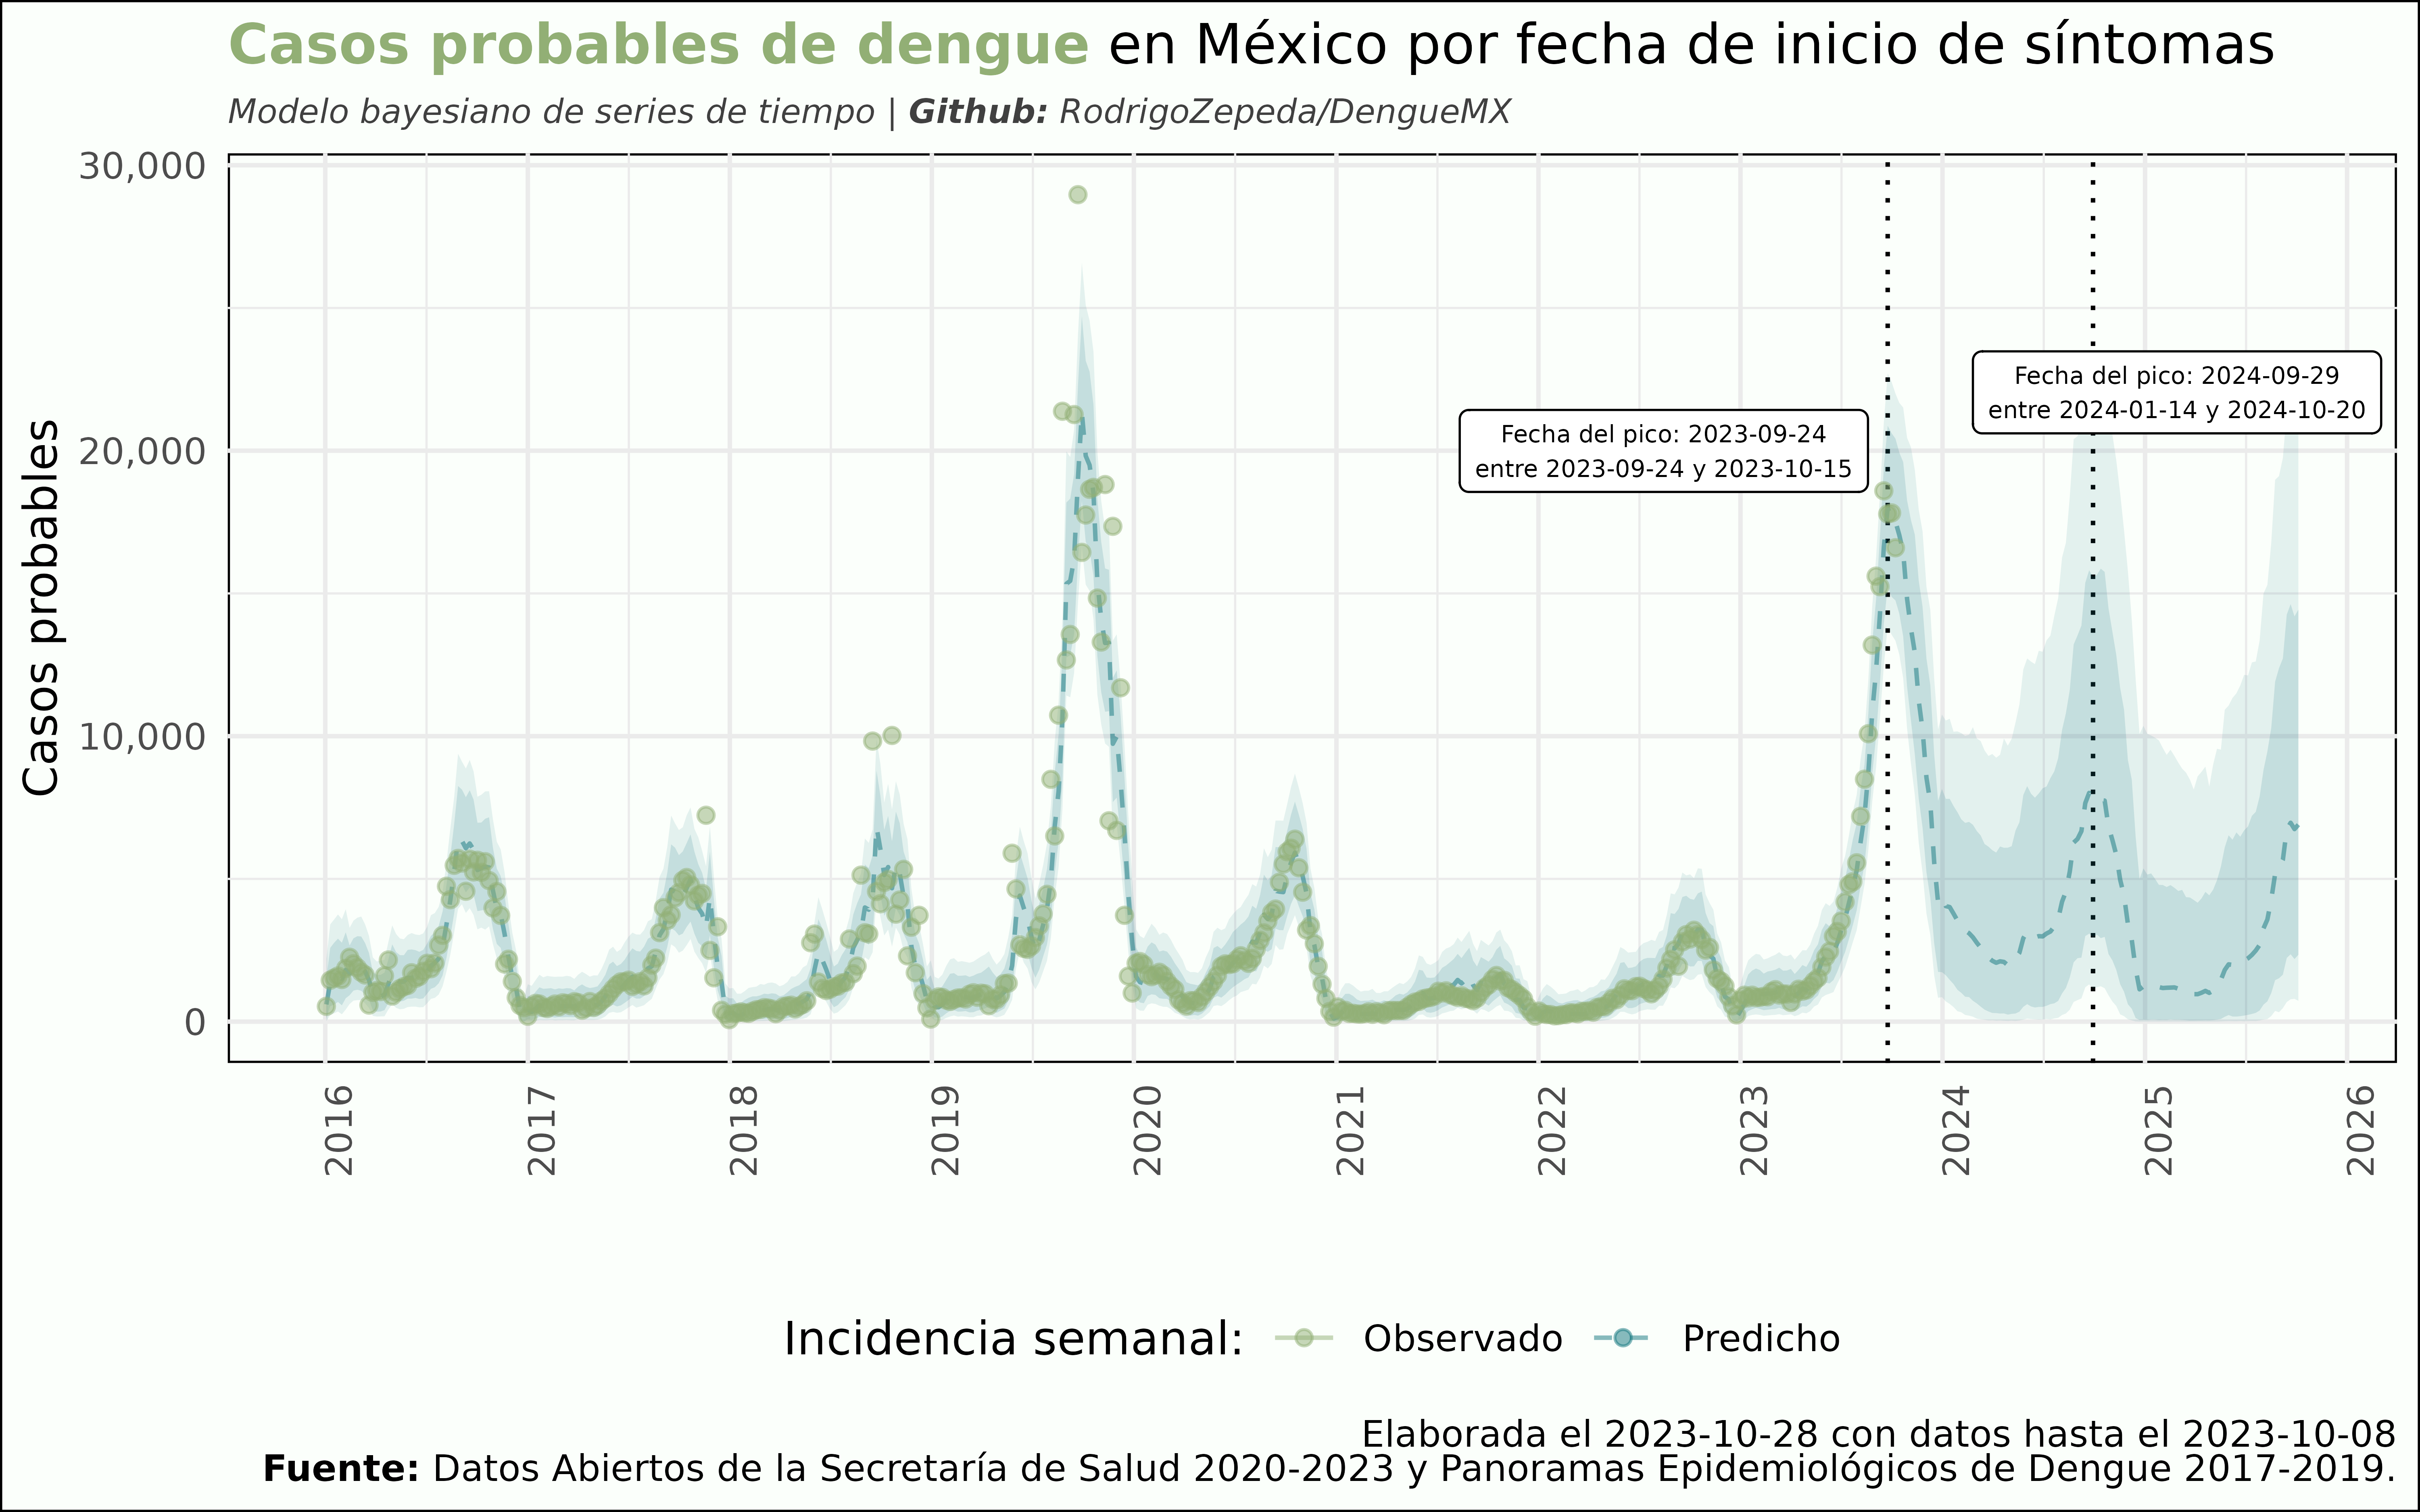 Casos probables de dengue en México por fecha de inicio de síntomas
Modelo bayesiano de series de tiempo | Github: RodrigoZepeda/DengueMX
Casos probables
30,000
20,000
10,000
0
Fecha del pico: 2023-09-24
entre 2023-09-24 y 2023-10-15
Fecha del pico: 2024-09-29
entre 2024-01-14 y 2024-10-20
2016
2017
2018
2019
2020
2021
2022
2023
2024
2025
2026
Incidencia semanal: Observado Predicho
Elaborada el 2023-10-28 con datos hasta el 2023-10-08
Fuente: Datos Abiertos de la Secretaría de Salud 2020-2023 y Panoramas Epidemiológicos de Dengue 2017-2019.